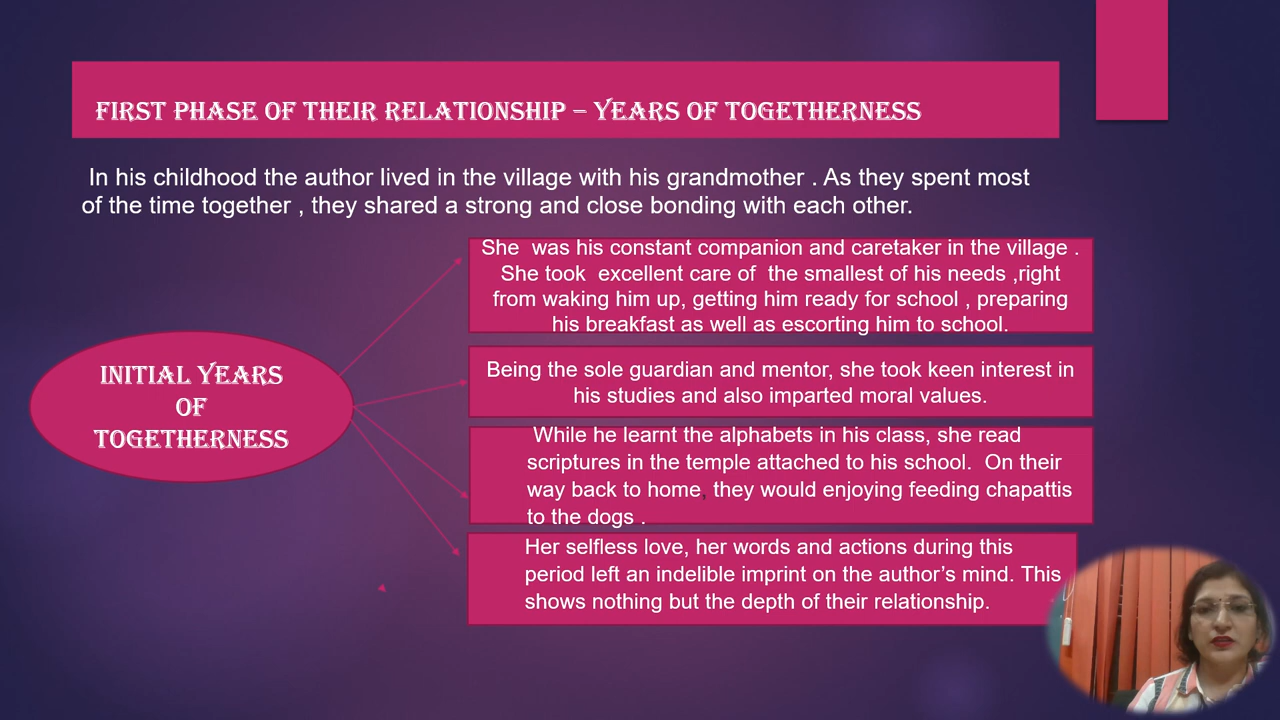 FIRST PHASE OF THEIR RELATIONSHIP – YEARS OF TOGETHERNESS
In his childhood the author lived in the village with his grandmother . As they spent most
of the time together , they shared a strong and close bonding with each other.
She was his constant companion and caretaker in the village .
She took excellent care of the smallest of his needs ,right
from waking him up, getting him ready for school , preparing
his breakfast as well as escorting him to school.
INITIAL YEARS
OF
TOGETHERNESS
Being the sole guardian and mentor, she took keen interest in
his studies and also imparted moral values.
While he learnt the alphabets in his class, she read
scriptures in the temple attached to his school. On their
way back to home, they would enjoying feeding chapattis
to the dogs .
Her selfless love, her words and actions during this
period left an indelible imprint on the author’s mind. This
shows nothing but the depth of their relationship.